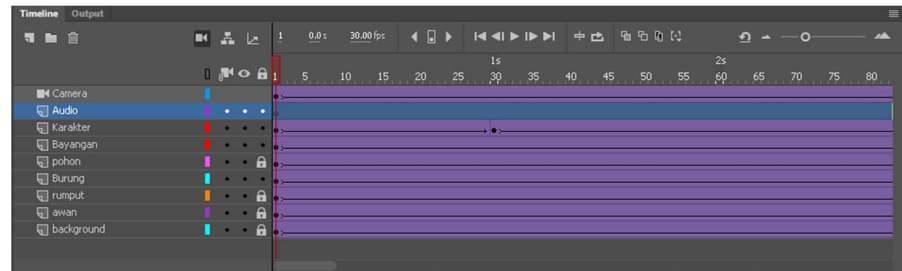 Timeline Output
1 0.0 s 30.00 fps
1s 2s
1 5 10 15 20 25 30 35 40 45 50 55 60 65 70 75 80
Camera
Audio
Karakter
Bayangan
pohon
Burung
rumput
awan
background